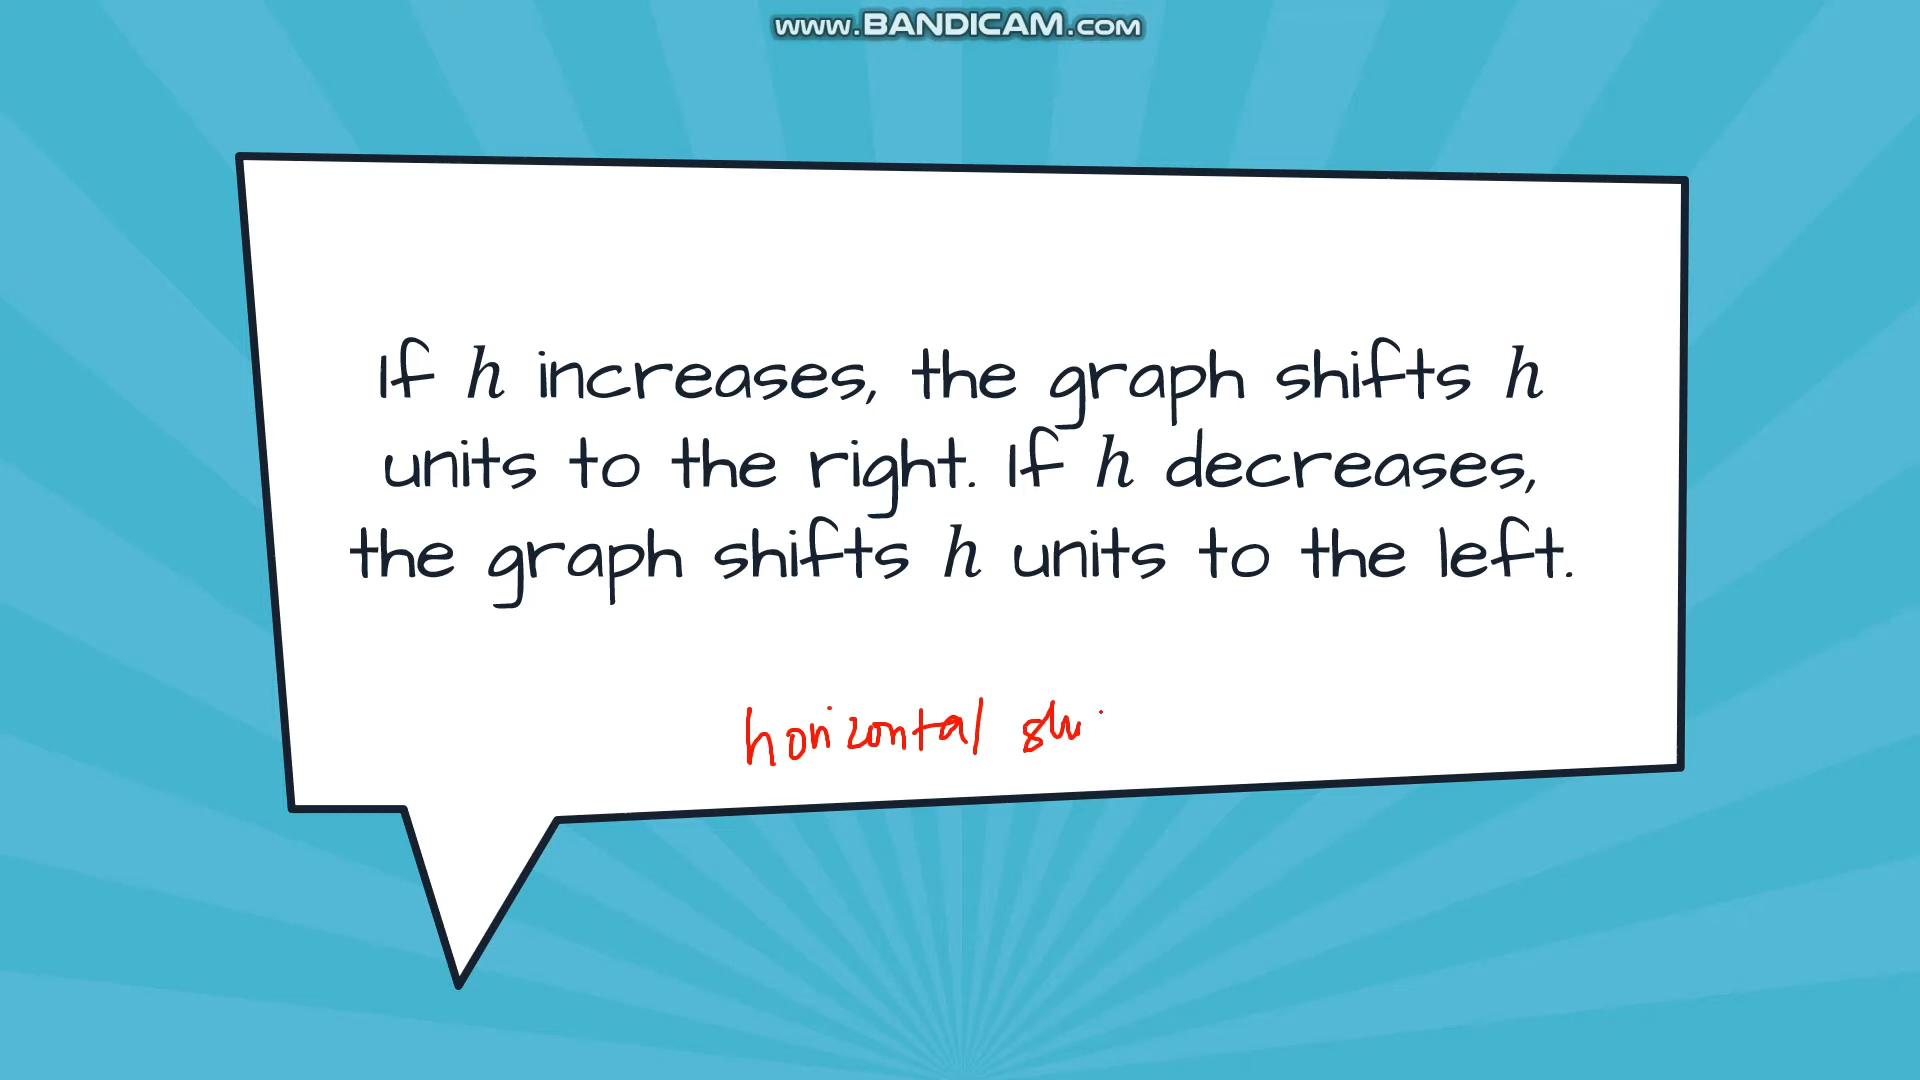 www.BANDICAM.com
If h increases, the graph shifts h
units to the right. If h decreases,
the graph shifts h units to the left.
horizontal shi